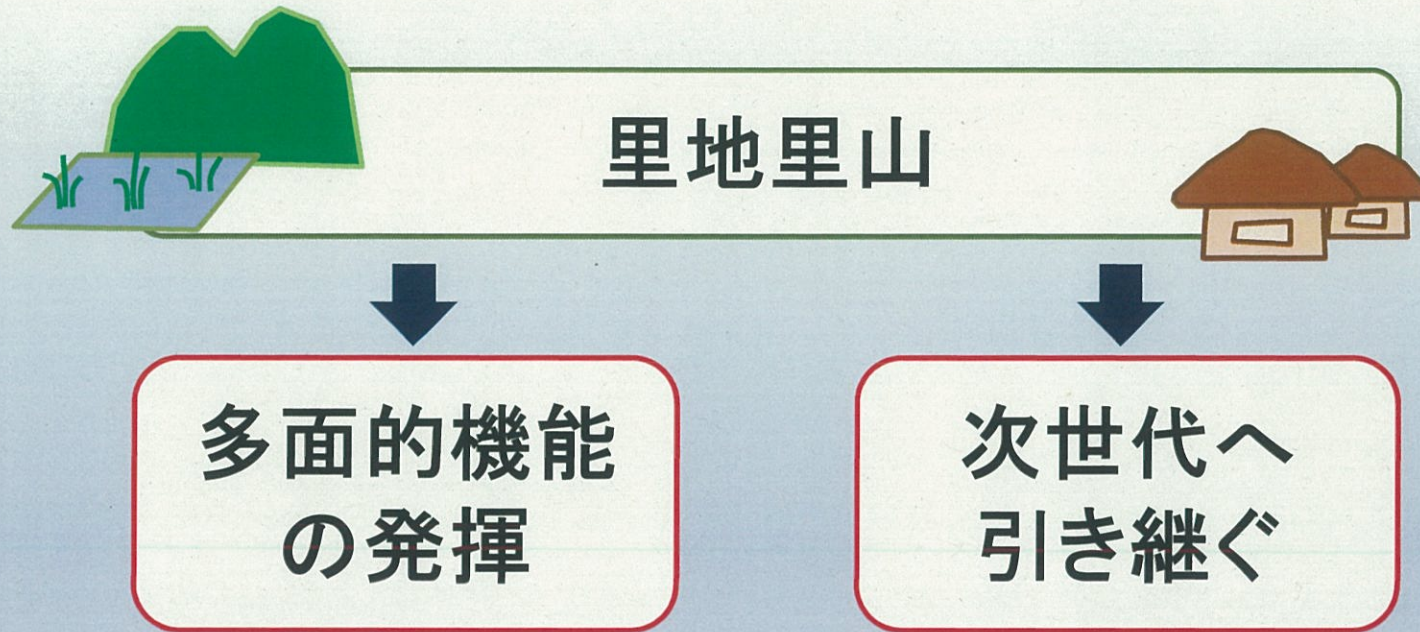 里地里山
多面的機能
の発揮
次世代へ
引き継ぐ